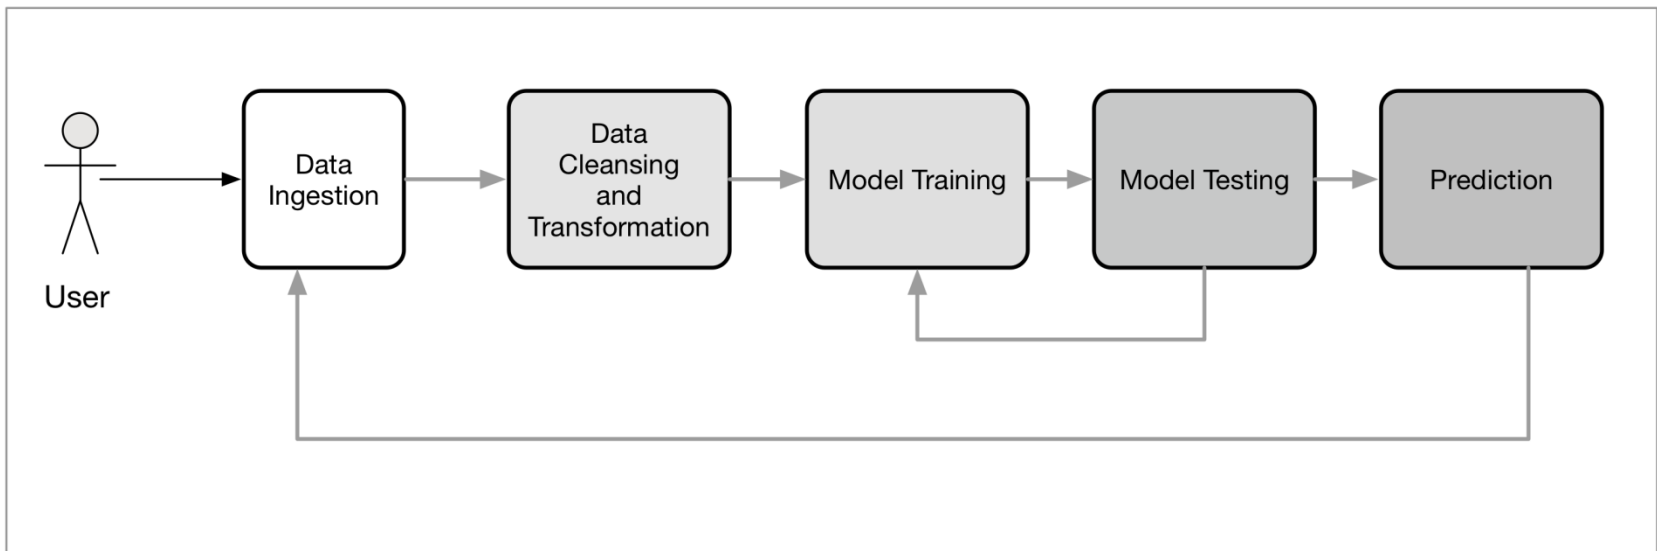 User
Data
Ingestion
Data
Cleansing
and
Transformation
Model Training
Model Testing
Prediction